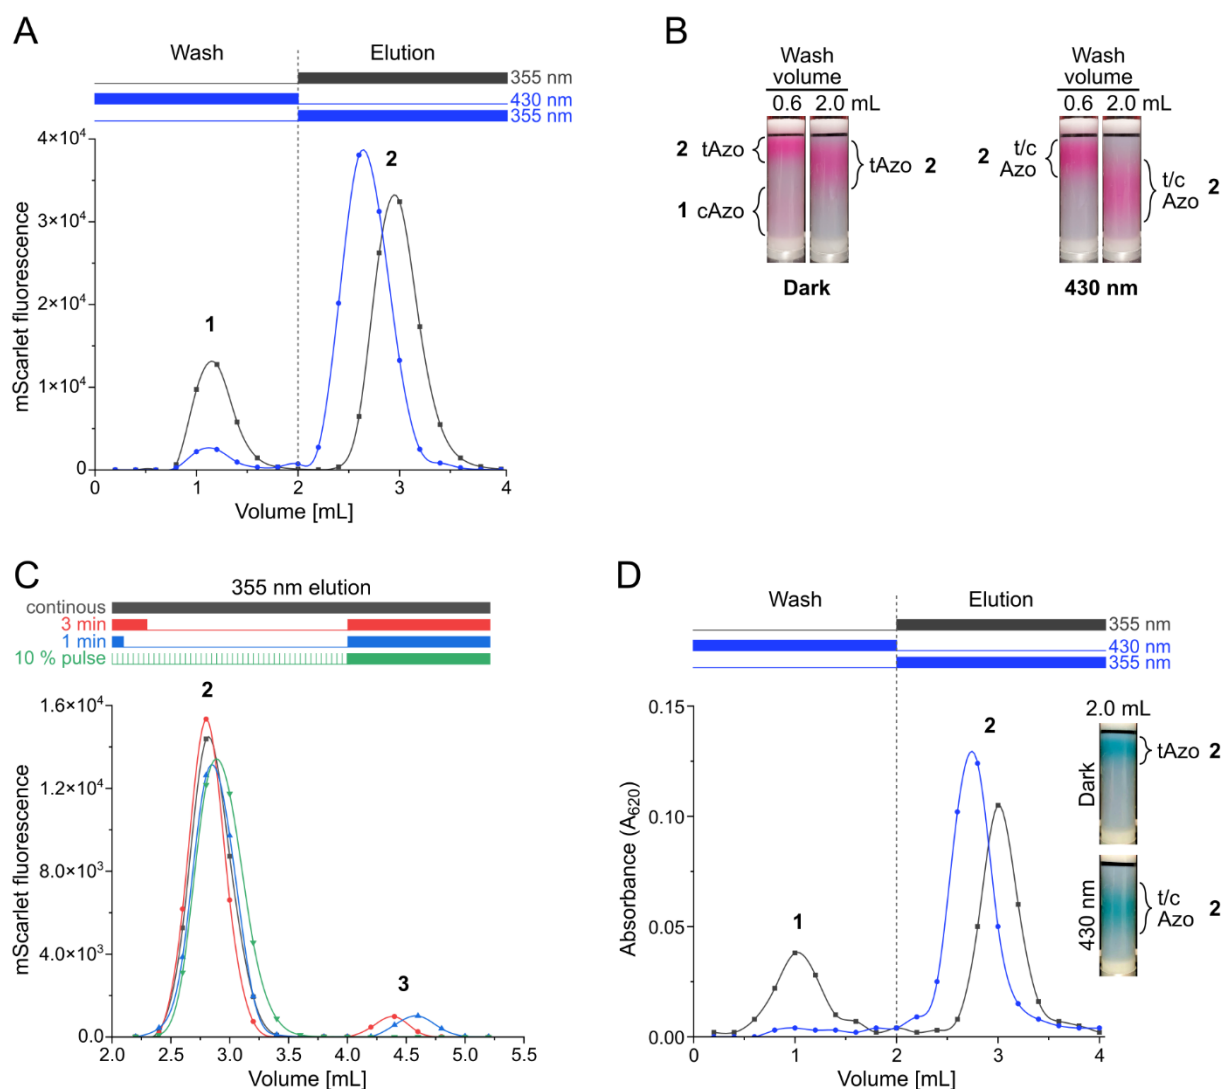 A
Wash Elution
355 nm
430 nm
355 nm
4×10⁴
3×10⁴
2×10⁴
1×10⁴
0
mScarlet fluorescence
1
2
0 1 2 3 4
Volume [mL]
B
Wash volume
0.6 2.0 mL
2 tAzo
1 cAzo
tAzo 2
Dark
Wash volume
0.6 2.0 mL
2 t/c Azo
t/c Azo 2
430 nm
C
355 nm elution
continous
3 min
1 min
10 % pulse
1.6×10⁴
1.2×10⁴
8.0×10³
4.0×10³
0.0
mScarlet fluorescence
2
3
2.0 2.5 3.0 3.5 4.0 4.5 5.0 5.5
Volume [mL]
D
Wash Elution
355 nm
430 nm
355 nm
0.15
0.10
0.05
0.00
Absorbance (A₆₂₀)
1
2
0 1 2 3 4
Volume [mL]
2.0 mL
Dark
tAzo 2
430 nm
t/c Azo 2